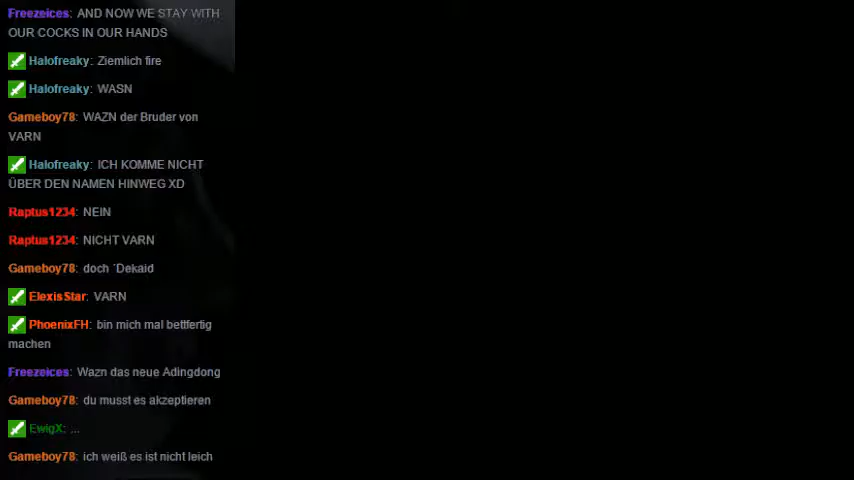 Freezeices: AND NOW WE STAY WITH
OUR COCKS IN OUR HANDS
Halofreaky: Ziemlich fire
Halofreaky: WASN
Gameboy78: WAZN der Bruder von
VARN
Halofreaky: ICH KOMME NICHT
ÜBER DEN NAMEN HINWEG XD
Raptus1234: NEIN
Raptus1234: NICHT VARN
Gameboy78: doch ´Dekaid
ElexisStar: VARN
PhoenixFH: bin mich mal bettfertig
machen
Freezeices: Wazn das neue Adingdong
Gameboy78: du musst es akzeptieren
EwigX: ...
Gameboy78: ich weiß es ist nicht leich